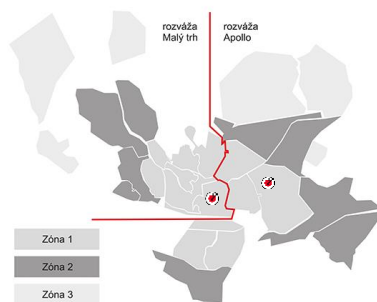 rozváža
Malý trh
rozváža
Apollo
Zóna 1
Zóna 2
Zóna 3